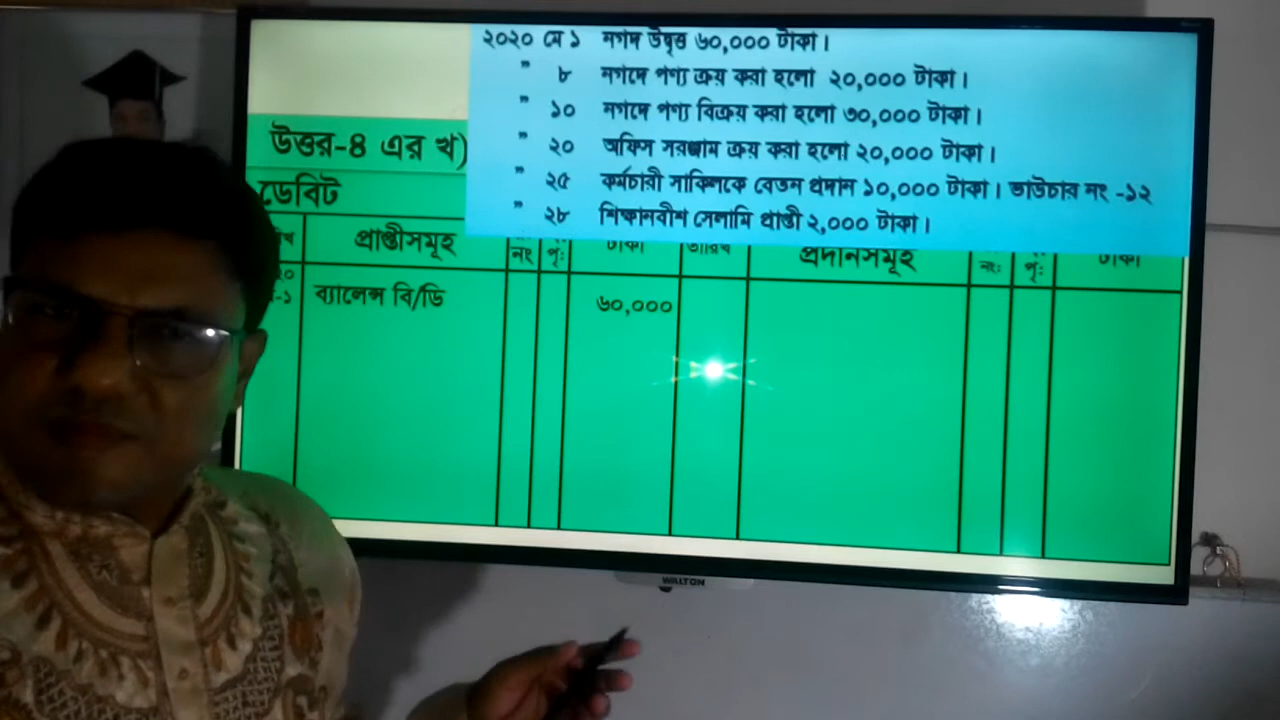 ২০২০ মে ১ নগদ উদ্বৃত্ত ৬০,০০০ টাকা।
" ৮ নগদে পণ্য ক্রয় করা হলো ২০,০০০ টাকা।
" ১০ নগদে পণ্য বিক্রয় করা হলো ৩০,০০০ টাকা।
" ২০ অফিস সরঞ্জাম ক্রয় করা হলো ২০,০০০ টাকা।
" ২৫ কর্মচারী সাকিলকে বেতন প্রদান ১০,০০০ টাকা। ভাউচার নং -১২
" ২৮ শিক্ষানবীশ সেলামি প্রাপ্তী ২,০০০ টাকা।
উত্তর-৪ এর খ)
ডেবিট
প্রাপ্তীসমূহ নং পৃ: টাকা তারিখ প্রদানসমূহ নং: পৃ: টাকা
ব্যালেন্স বি/ডি ৬০,০০০
WALTON